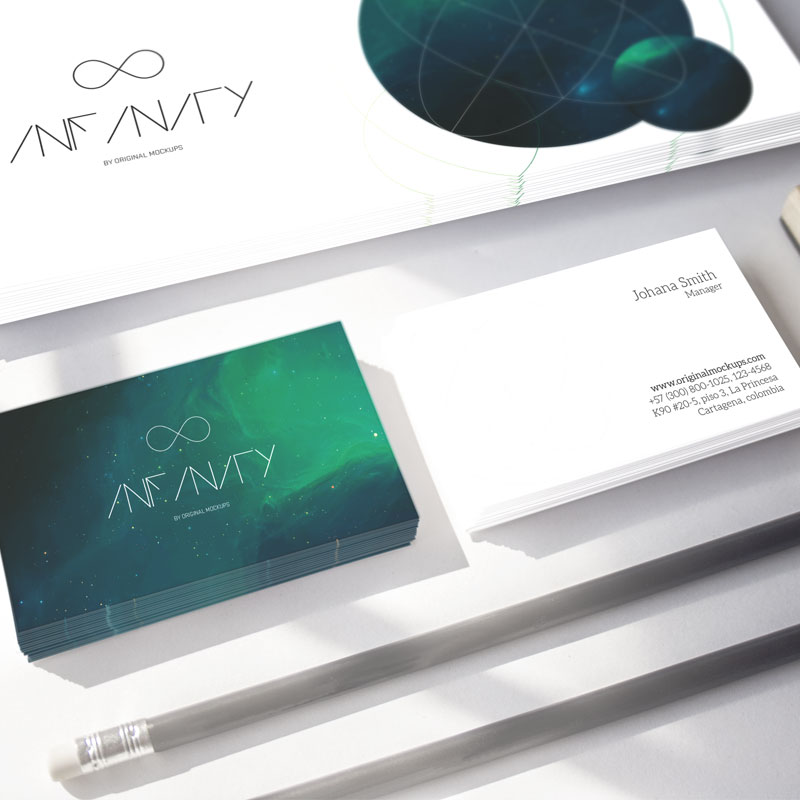 INFINITY
BY ORIGINAL MOCKUPS
Johana Smith
Manager
www.originalmockups.com
+57 (300) 800-1025, 123-4568
K90 #20-5, piso 3, La Princesa
Cartagena, colombia
INFINITY
BY ORIGINAL MOCKUPS